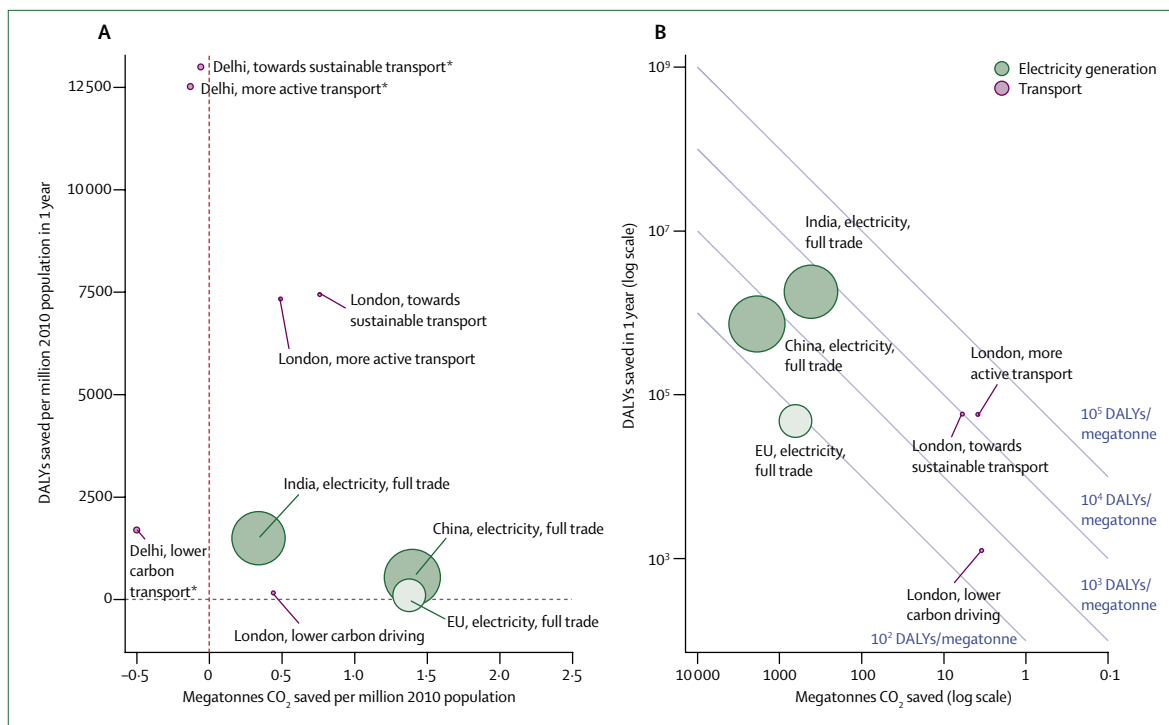 A
DALYs saved per million 2010 population in 1 year
12 500
10 000
7500
5000
2500
0
Delhi, towards sustainable transport*
Delhi, more active transport*
London, towards
sustainable transport
London, more active transport
India, electricity, full trade
China, electricity, full trade
Delhi, lower
carbon
transport*
London, lower carbon driving
EU, electricity, full trade
–0·5
0
0·5
1·0
1·5
2·0
2·5
Megatonnes CO₂ saved per million 2010 population
B
DALYs saved in 1 year (log scale)
10⁹
10⁷
10⁵
10³
Electricity generation
Transport
India, electricity,
full trade
China, electricity,
full trade
London, more
active transport
EU, electricity,
full trade
London, towards
sustainable transport
London, lower
carbon driving
10⁵ DALYs/
megatonne
10⁴ DALYs/
megatonne
10³ DALYs/
megatonne
10² DALYs/megatonne
10 000
1000
100
10
1
0·1
Megatonnes CO₂ saved (log scale)